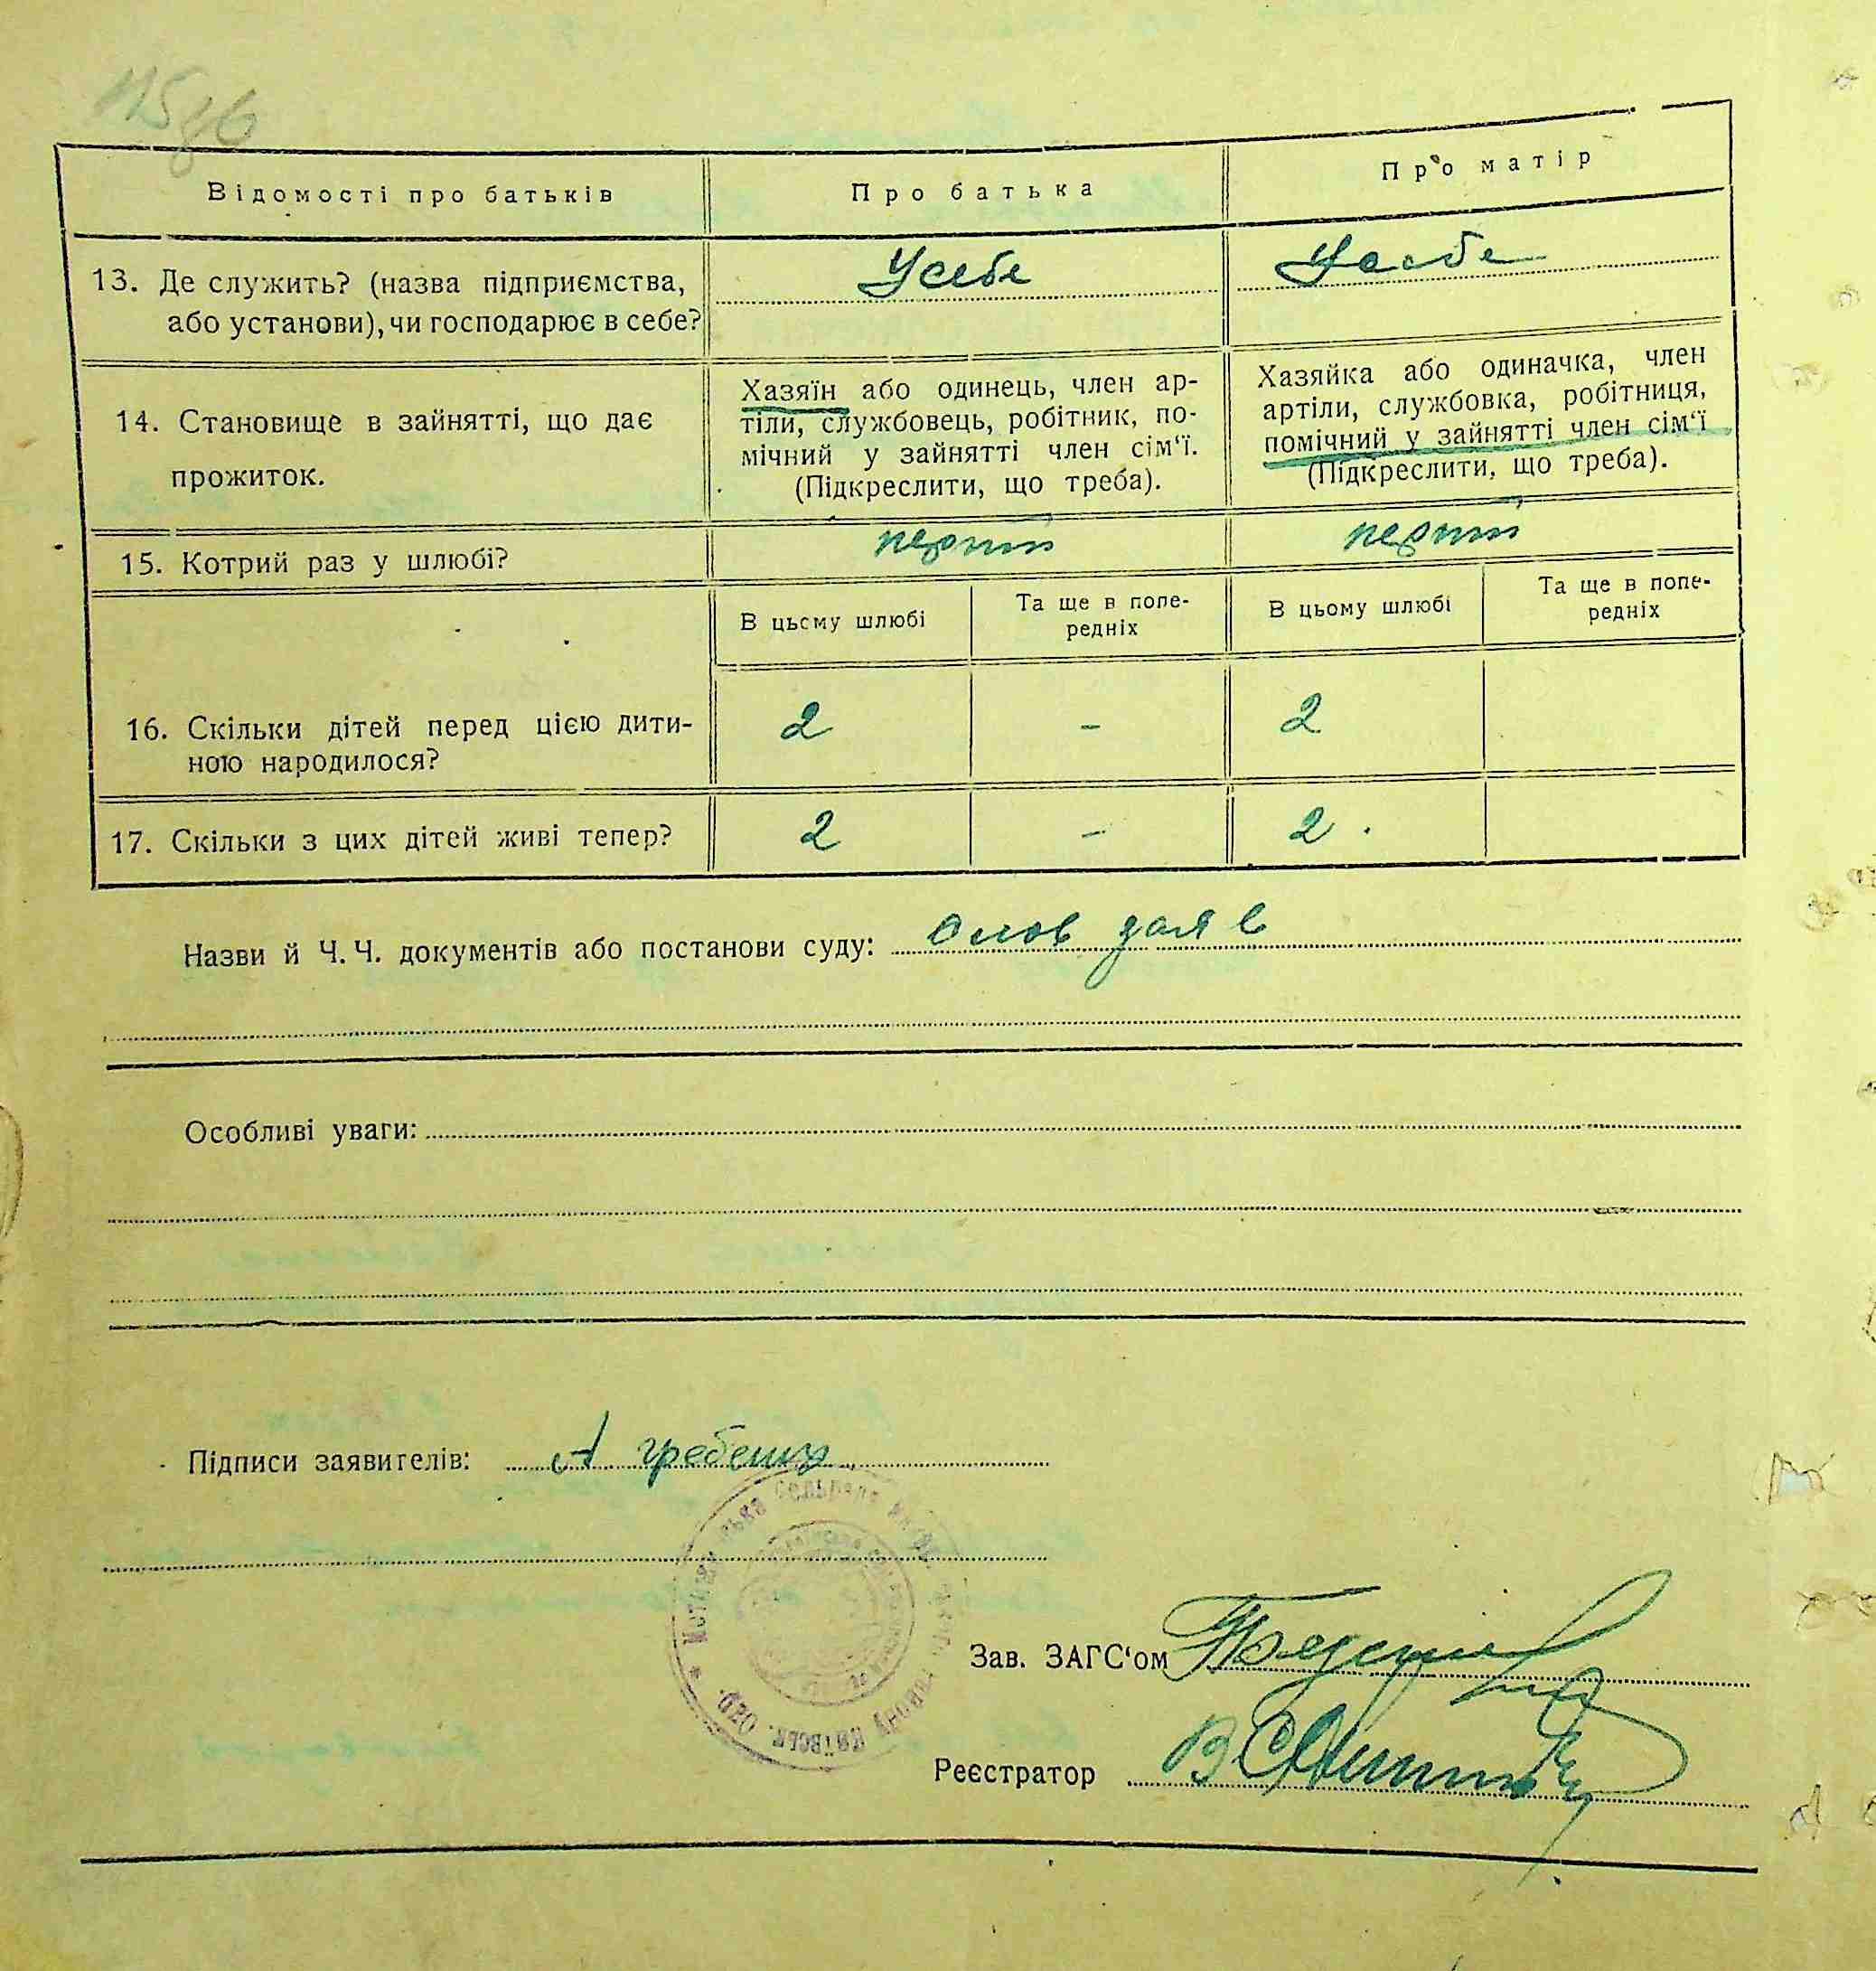 Відомості про батьків
Про батька
Про матір
13. Де служить? (назва підприємства,
або установи), чи господарює в себе?
Усебе
Усебе
14. Становище в зайнятті, що дає
прожиток.
Хазяїн або одинець, член ар-
тіли, службовець, робітник, по-
мічний у зайнятті член сім‘ї.
(Підкреслити, що треба).
Хазяйка або одиначка, член
артіли, службовка, робітниця,
помічний у зайнятті член сім‘ї
(Підкреслити, що треба).
15. Котрий раз у шлюбі?
перший
перший
В цьому шлюбі
Та ще в попе-
редніх
В цьому шлюбі
Та ще в попе-
редніх
16. Скільки дітей перед цією дити-
ною народилося?
2
-
2
17. Скільки з цих дітей живі тепер?
2
-
2.
Назви й Ч. Ч. документів або постанови суду:
Особливі уваги:
Підписи заявителів: А гребень
Зав. ЗАГС‘ом
Реєстратор